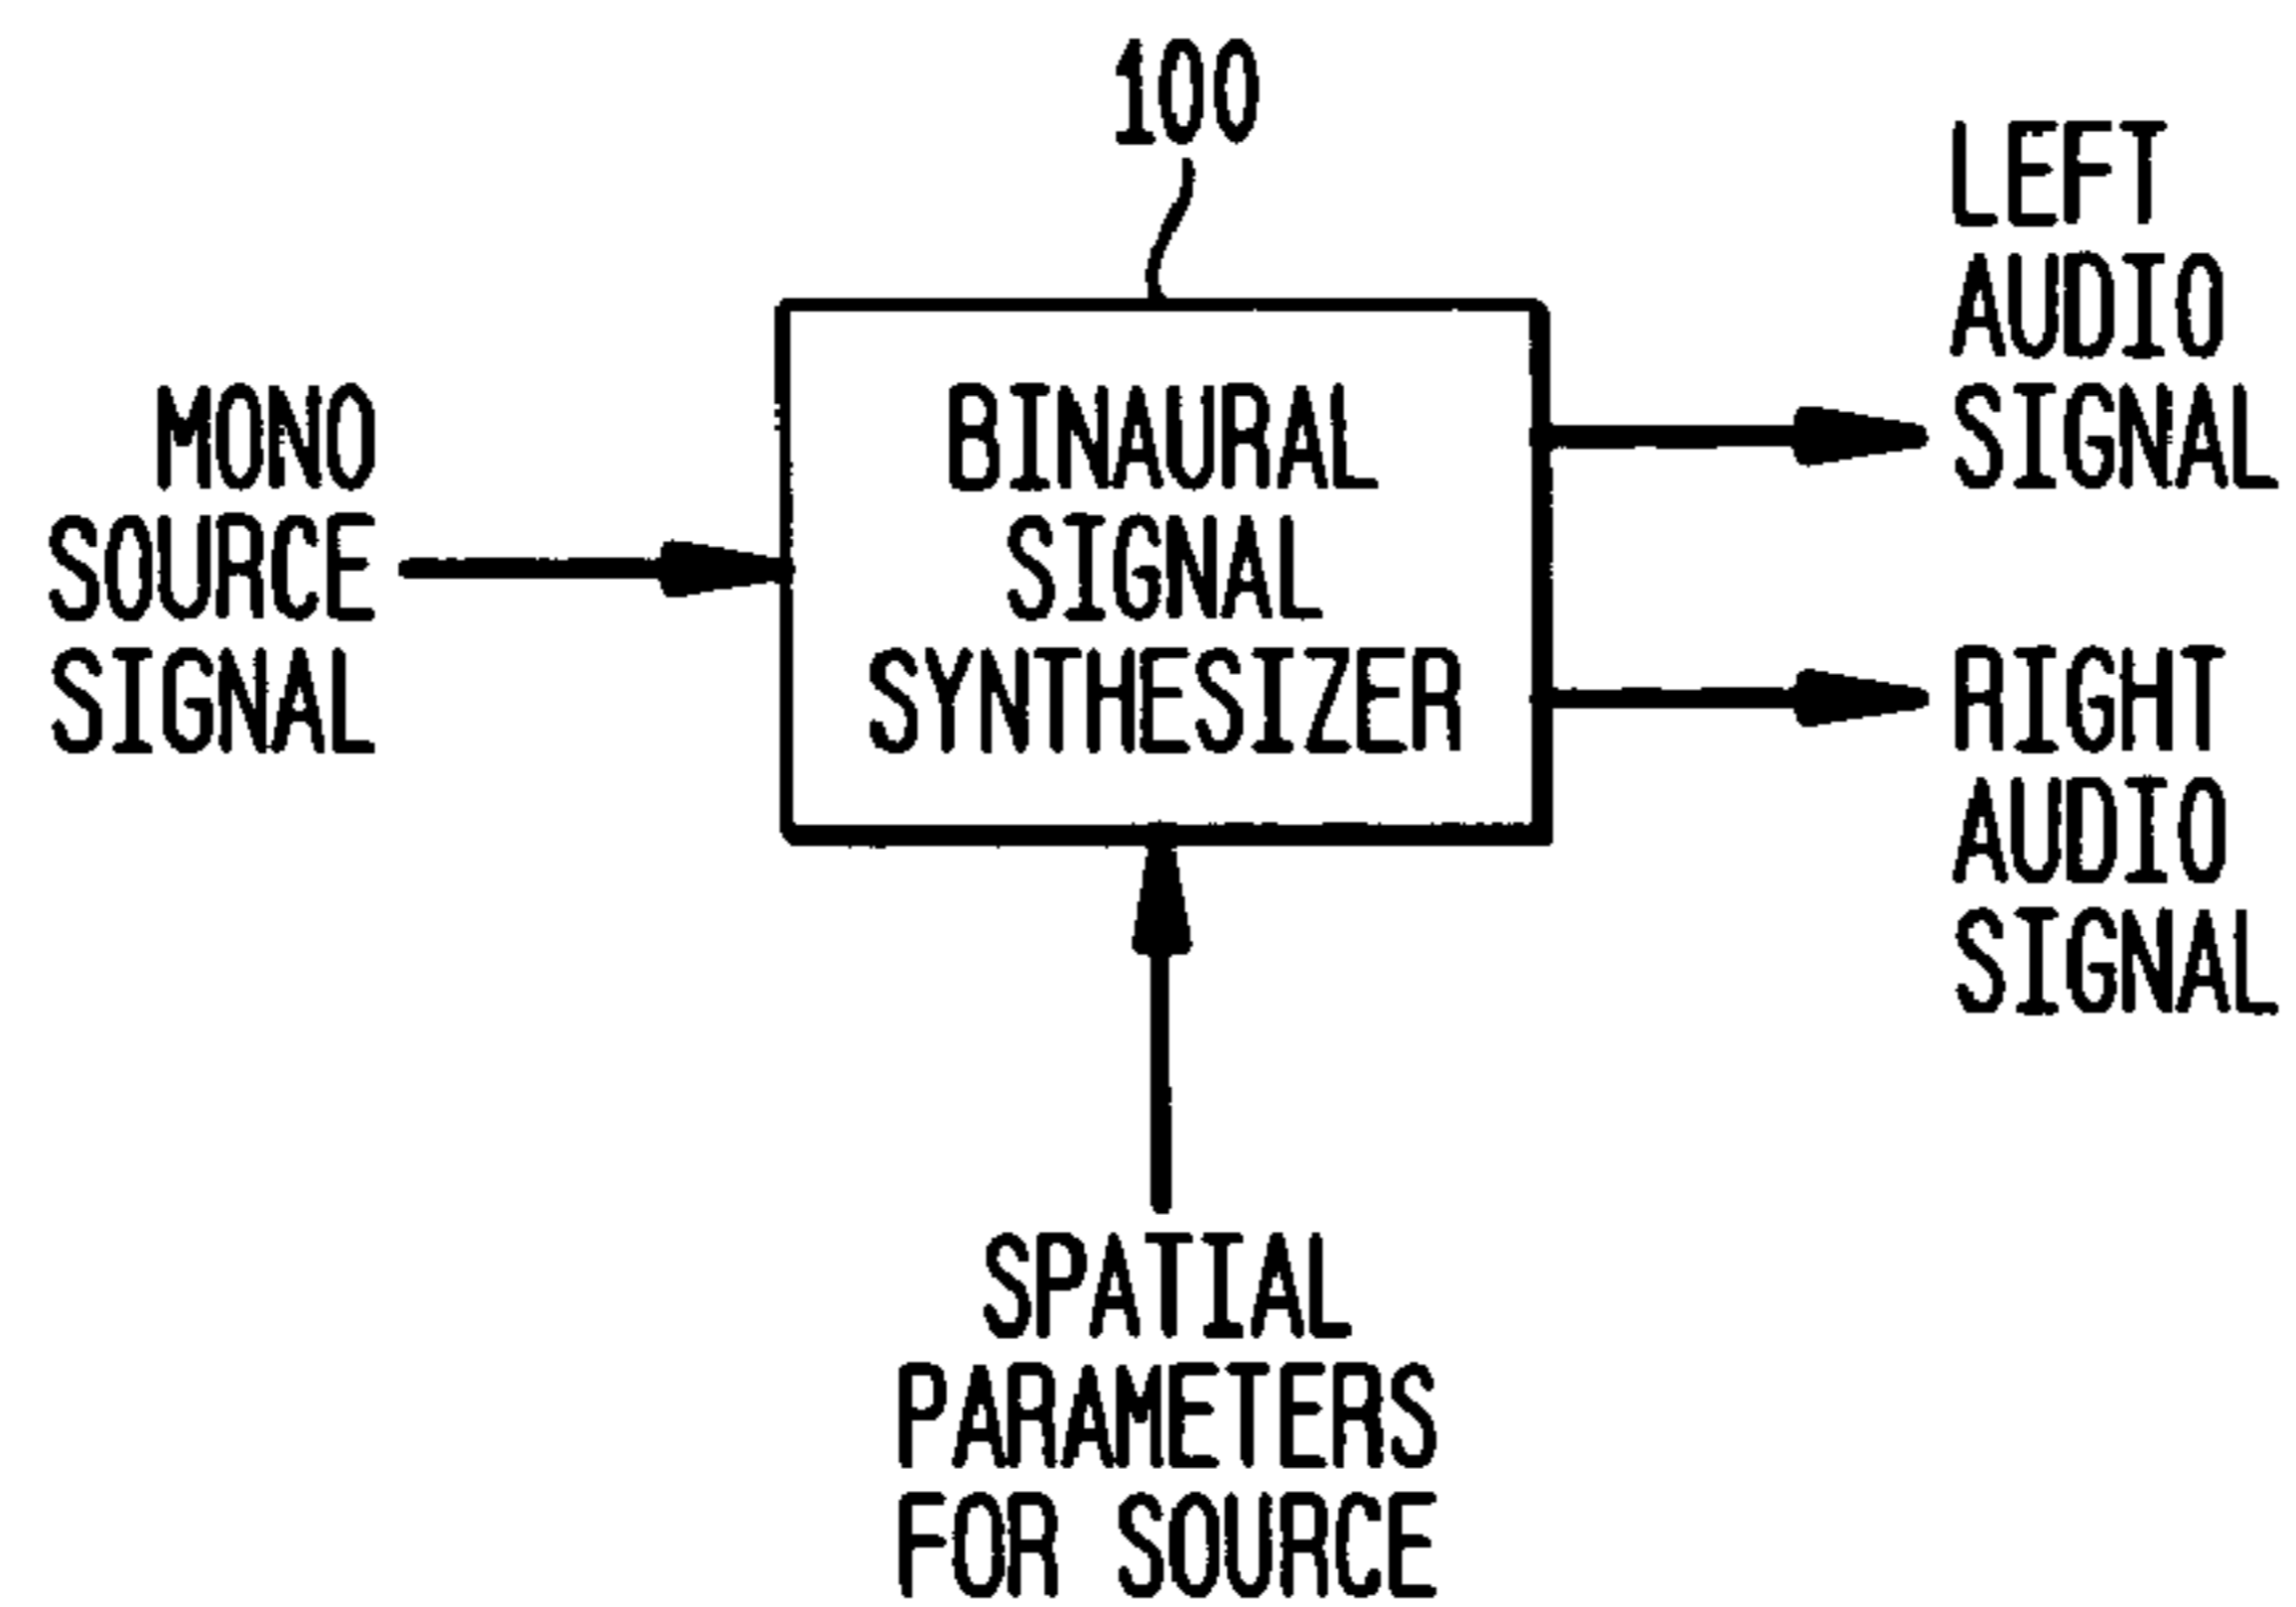 100
MONO
SOURCE
SIGNAL
BINAURAL
SIGNAL
SYNTHESIZER
LEFT
AUDIO
SIGNAL
RIGHT
AUDIO
SIGNAL
SPATIAL
PARAMETERS
FOR SOURCE